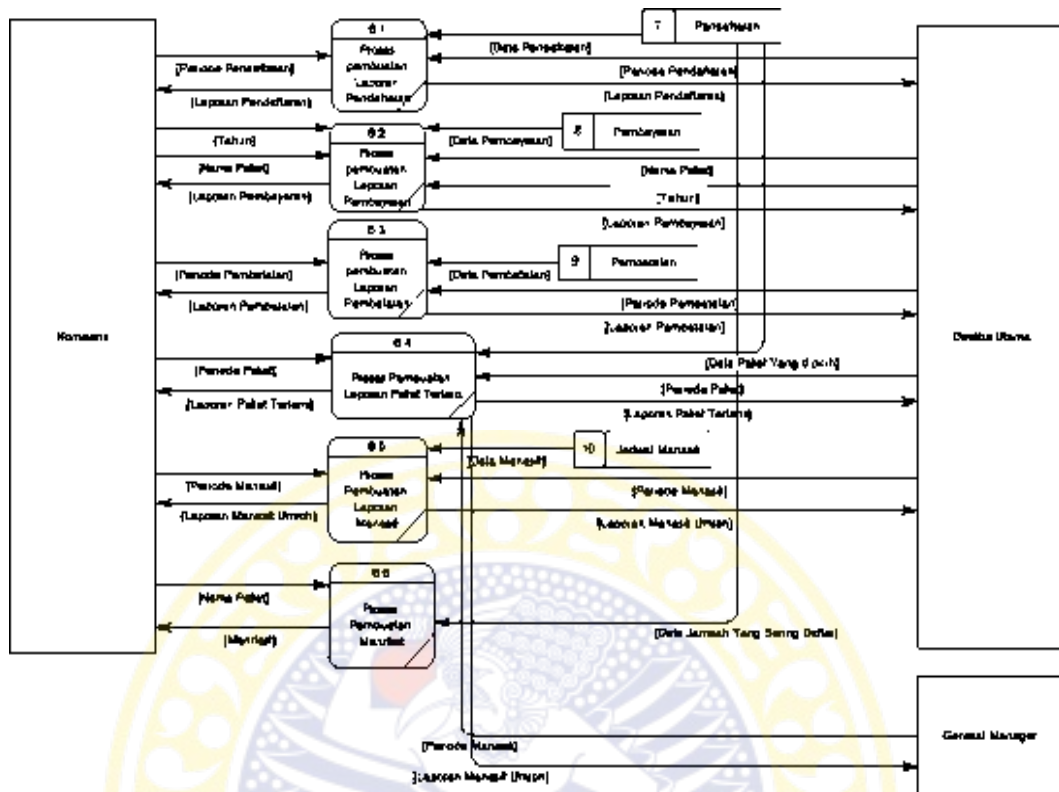 6.1
Proses
pembuatan
Laporan
Pendaftaran
7
Pendaftaran
[Data Pendaftaran]
[Periode Pendaftaran]
[Laporan Pendaftaran]
[Periode Pendaftaran]
[Laporan Pendaftaran]
[Tahun]
[Nama Paket]
[Laporan Pembayaran]
6.2
Proses
pembuatan
Laporan
Pembayaran
8
Pembayaran
[Data Pembayaran]
[Nama Paket]
[Tahun]
[Laporan Pembayaran]
6.3
Proses
pembuatan
Laporan
Pembatalan
9
Pembatalan
[Data Pembatalan]
[Periode Pembatalan]
[Laporan Pembatalan]
[Periode Pembatalan]
[Laporan Pembatalan]
Komisaris
Direktur Utama
6.4
Proses Pembuatan
Laporan Paket Terlaris
[Periode Paket]
[Laporan Paket Terlaris]
[Data Paket Yang dipilih]
[Periode Paket]
[Laporan Paket Terlaris]
6.5
Proses
Pembuatan
Laporan
Manasik
10
Jadwal Manasik
[Data Manasik]
[Periode Manasik]
[Laporan Manasik Umroh]
[Periode Manasik]
[Laporan Manasik Umroh]
6.6
Proses
Pembuatan
Manifest
[Nama Paket]
[Manifest]
[Data Jamaah Yang Sering Daftar]
General Manager
[Periode Manasik]
[Laporan Manasik Umroh]